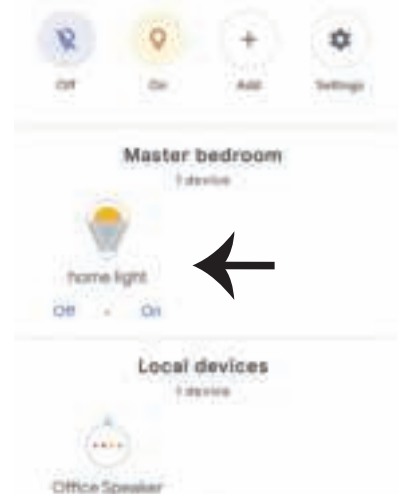 Off On Add Settings
Master bedroom
1 device
home light
Off • On
Local devices
1 device
Office Speaker